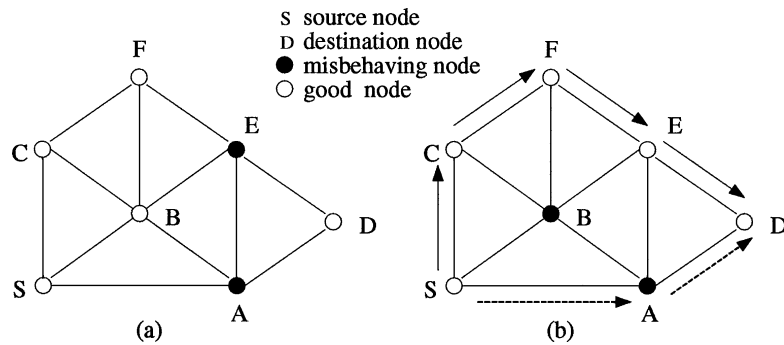 S source node
D destination node
misbehaving node
good node
F
E
C
B
D
S
A
(a)
F
E
C
B
D
S
A
(b)